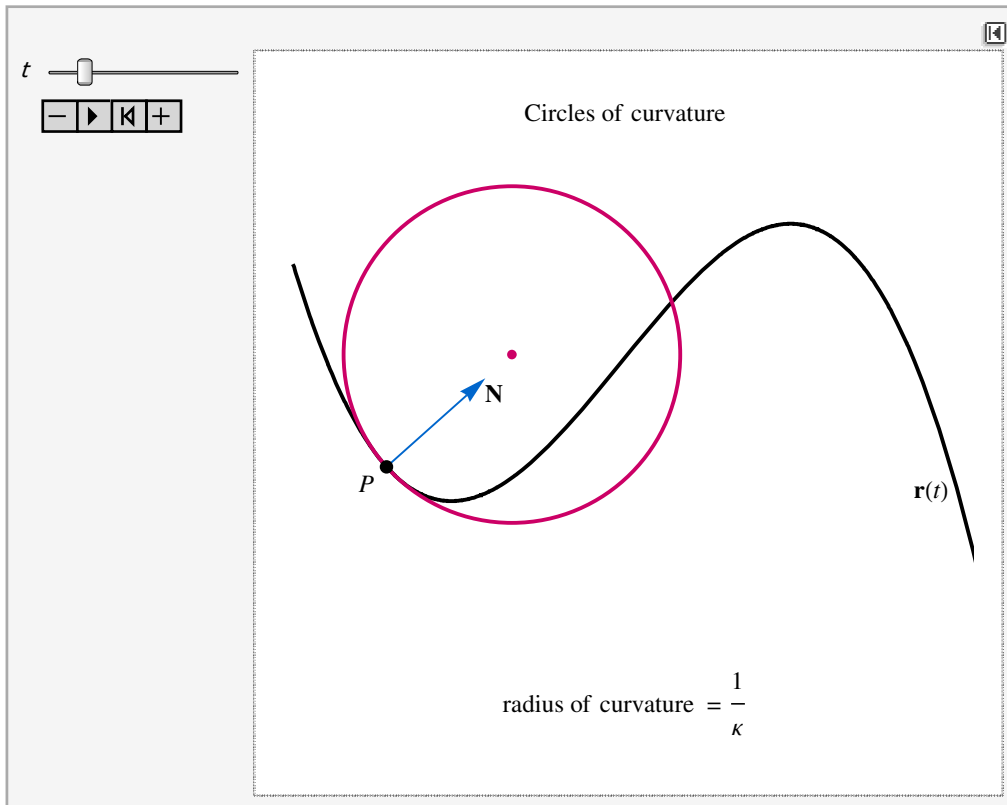 t
Circles of curvature
N
P
r(t)
radius of curvature = 1/κ